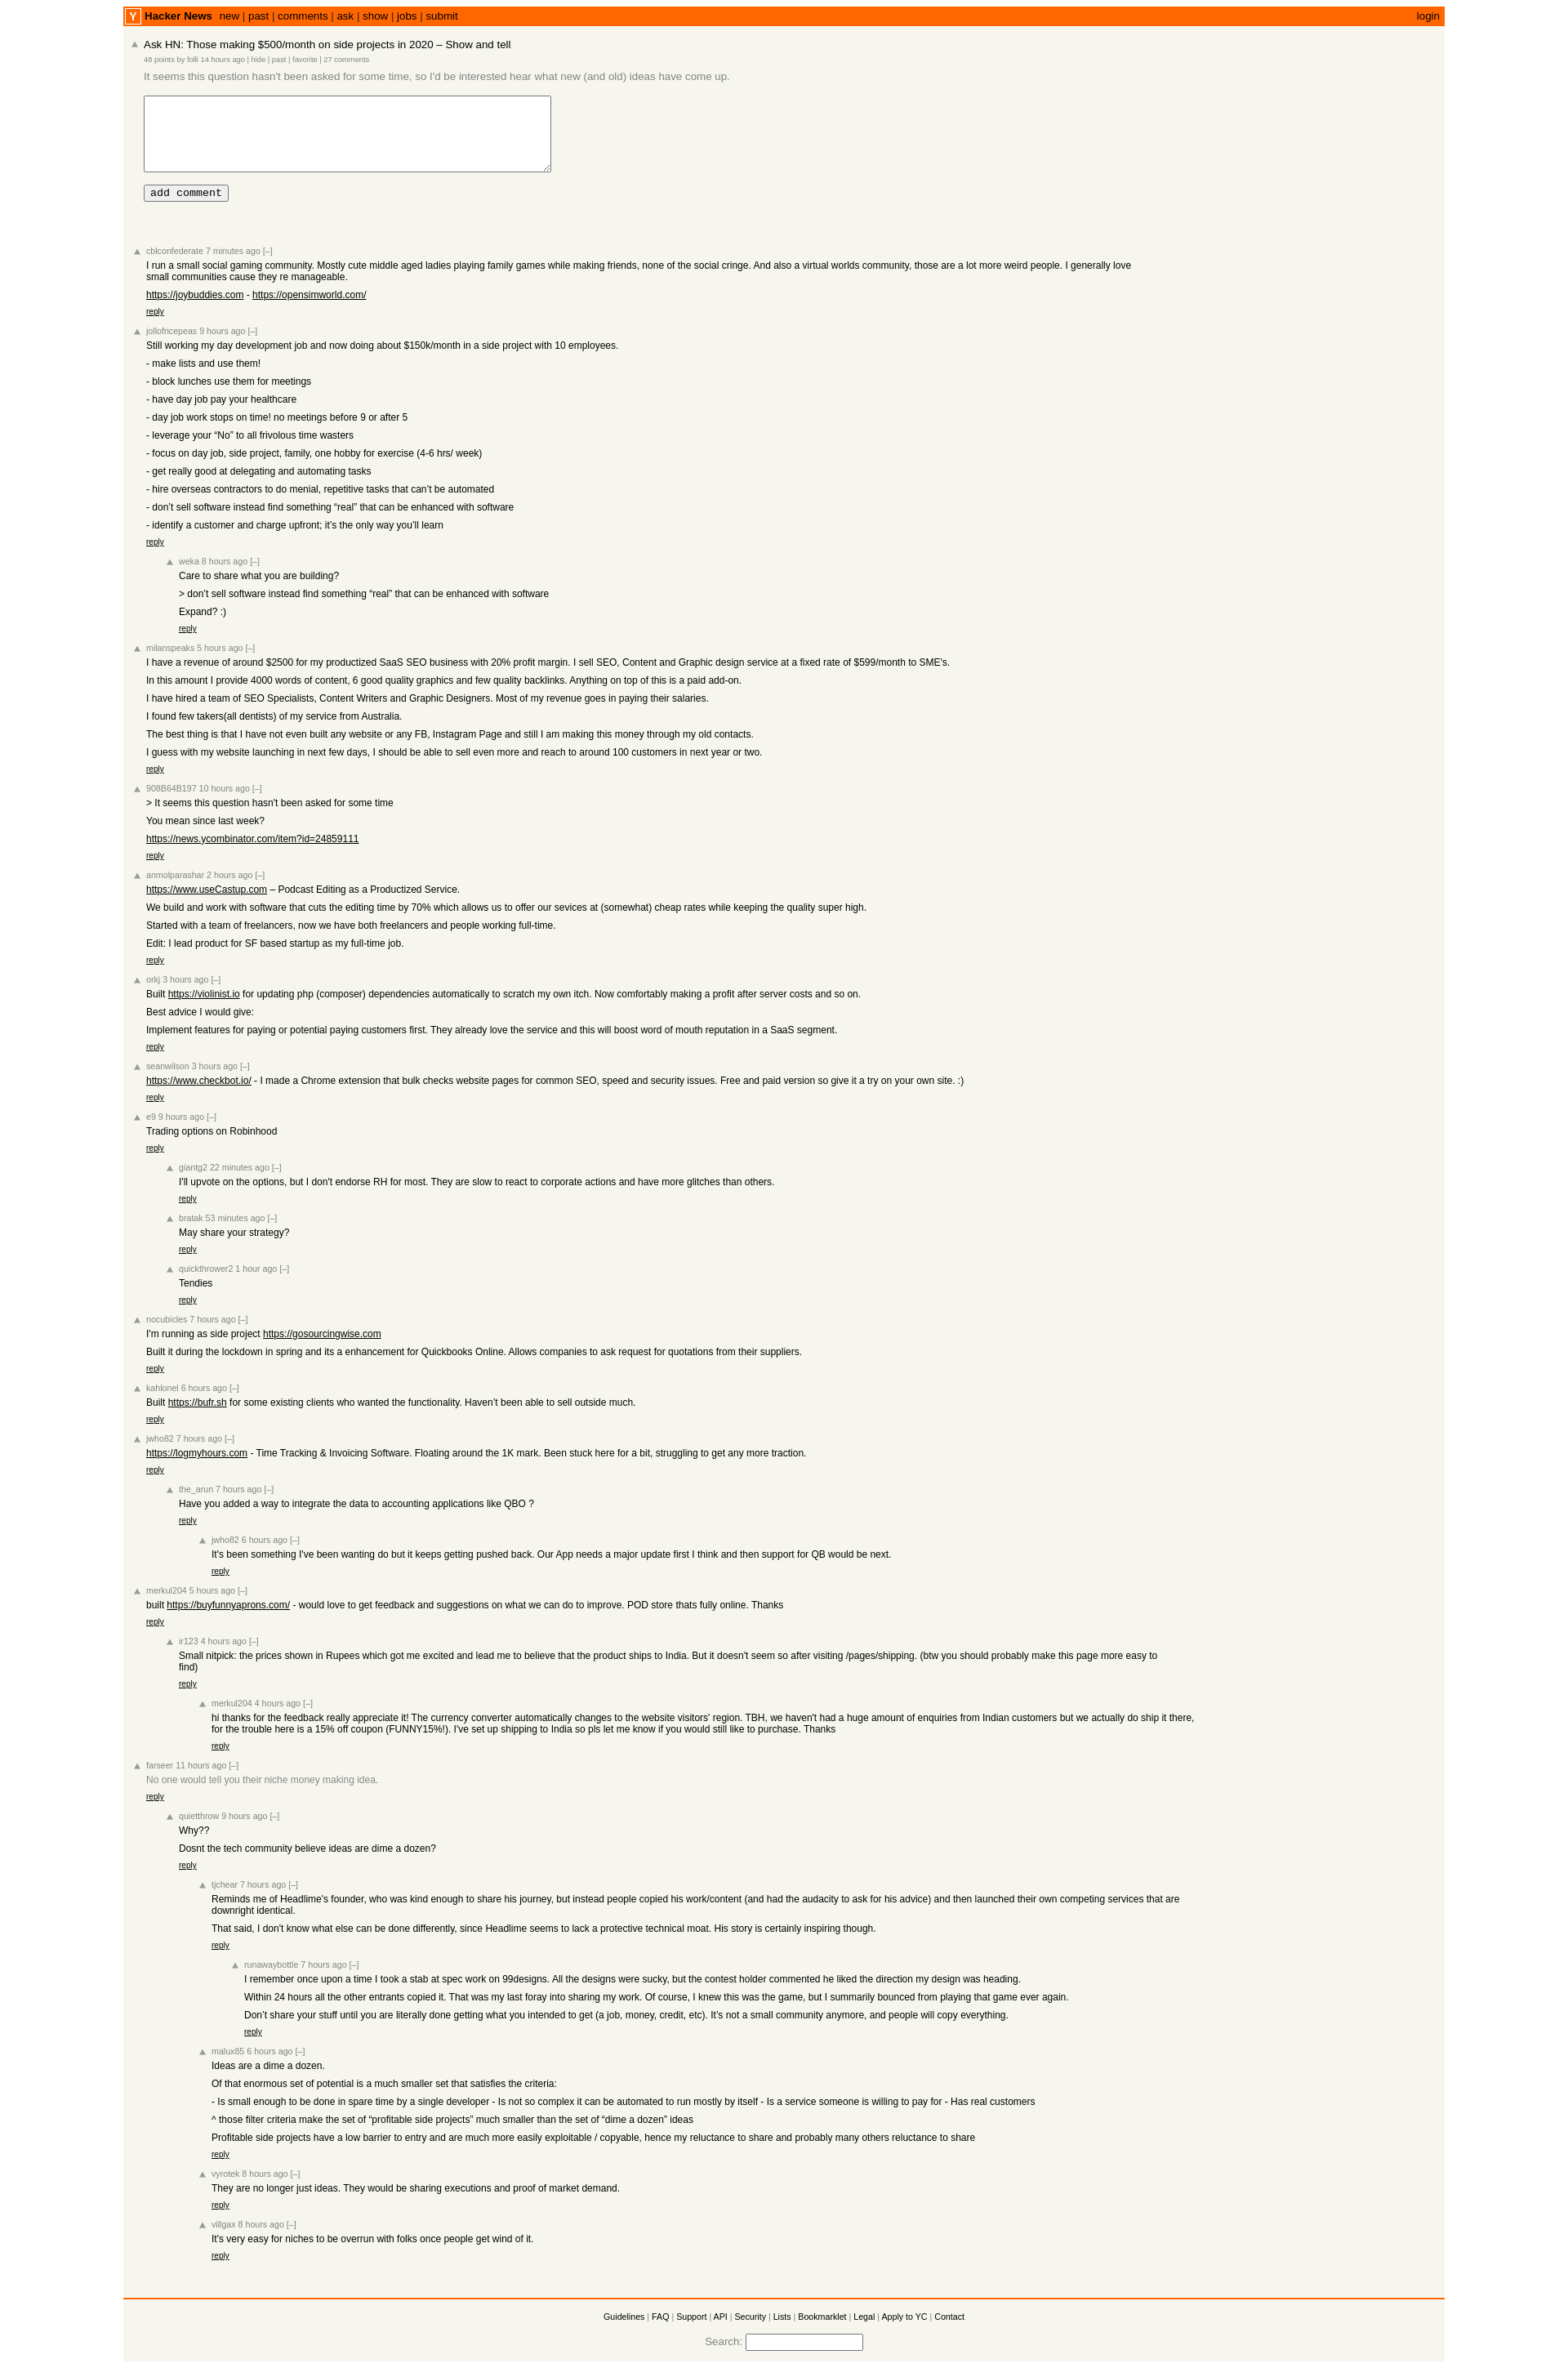 Y Hacker News new | past | comments | ask | show | jobs | submit login
Ask HN: Those making $500/month on side projects in 2020 – Show and tell
48 points by folli 14 hours ago | hide | past | favorite | 27 comments
It seems this question hasn't been asked for some time, so I'd be interested hear what new (and old) ideas have come up.
add comment
cblconfederate 7 minutes ago [–]
I run a small social gaming community. Mostly cute middle aged ladies playing family games while making friends, none of the social cringe. And also a virtual worlds community, those are a lot more weird people. I generally love
small communities cause they re manageable.
https://joybuddies.com - https://opensimworld.com/
reply
jollofricepeas 9 hours ago [–]
Still working my day development job and now doing about $150k/month in a side project with 10 employees.
- make lists and use them!
- block lunches use them for meetings
- have day job pay your healthcare
- day job work stops on time! no meetings before 9 or after 5
- leverage your “No” to all frivolous time wasters
- focus on day job, side project, family, one hobby for exercise (4-6 hrs/ week)
- get really good at delegating and automating tasks
- hire overseas contractors to do menial, repetitive tasks that can’t be automated
- don’t sell software instead find something “real” that can be enhanced with software
- identify a customer and charge upfront; it’s the only way you’ll learn
reply
weka 8 hours ago [–]
Care to share what you are building?
> don’t sell software instead find something “real” that can be enhanced with software
Expand? :)
reply
milanspeaks 5 hours ago [–]
I have a revenue of around $2500 for my productized SaaS SEO business with 20% profit margin. I sell SEO, Content and Graphic design service at a fixed rate of $599/month to SME's.
In this amount I provide 4000 words of content, 6 good quality graphics and few quality backlinks. Anything on top of this is a paid add-on.
I have hired a team of SEO Specialists, Content Writers and Graphic Designers. Most of my revenue goes in paying their salaries.
I found few takers(all dentists) of my service from Australia.
The best thing is that I have not even built any website or any FB, Instagram Page and still I am making this money through my old contacts.
I guess with my website launching in next few days, I should be able to sell even more and reach to around 100 customers in next year or two.
reply
908B64B197 10 hours ago [–]
> It seems this question hasn't been asked for some time
You mean since last week?
https://news.ycombinator.com/item?id=24859111
reply
anmolparashar 2 hours ago [–]
https://www.useCastup.com – Podcast Editing as a Productized Service.
We build and work with software that cuts the editing time by 70% which allows us to offer our sevices at (somewhat) cheap rates while keeping the quality super high.
Started with a team of freelancers, now we have both freelancers and people working full-time.
Edit: I lead product for SF based startup as my full-time job.
reply
orkj 3 hours ago [–]
Built https://violinist.io for updating php (composer) dependencies automatically to scratch my own itch. Now comfortably making a profit after server costs and so on.
Best advice I would give:
Implement features for paying or potential paying customers first. They already love the service and this will boost word of mouth reputation in a SaaS segment.
reply
seanwilson 3 hours ago [–]
https://www.checkbot.io/ - I made a Chrome extension that bulk checks website pages for common SEO, speed and security issues. Free and paid version so give it a try on your own site. :)
reply
e9 9 hours ago [–]
Trading options on Robinhood
reply
giantg2 22 minutes ago [–]
I'll upvote on the options, but I don't endorse RH for most. They are slow to react to corporate actions and have more glitches than others.
reply
bratak 53 minutes ago [–]
May share your strategy?
reply
quickthrower2 1 hour ago [–]
Tendies
reply
nocubicles 7 hours ago [–]
I'm running as side project https://gosourcingwise.com
Built it during the lockdown in spring and its a enhancement for Quickbooks Online. Allows companies to ask request for quotations from their suppliers.
reply
kahlonel 6 hours ago [–]
Built https://bufr.sh for some existing clients who wanted the functionality. Haven’t been able to sell outside much.
reply
jwho82 7 hours ago [–]
https://logmyhours.com - Time Tracking & Invoicing Software. Floating around the 1K mark. Been stuck here for a bit, struggling to get any more traction.
reply
the_arun 7 hours ago [–]
Have you added a way to integrate the data to accounting applications like QBO ?
reply
jwho82 6 hours ago [–]
It's been something I've been wanting do but it keeps getting pushed back. Our App needs a major update first I think and then support for QB would be next.
reply
merkul204 5 hours ago [–]
built https://buyfunnyaprons.com/ - would love to get feedback and suggestions on what we can do to improve. POD store thats fully online. Thanks
reply
ir123 4 hours ago [–]
Small nitpick: the prices shown in Rupees which got me excited and lead me to believe that the product ships to India. But it doesn't seem so after visiting /pages/shipping. (btw you should probably make this page more easy to
find)
reply
merkul204 4 hours ago [–]
hi thanks for the feedback really appreciate it! The currency converter automatically changes to the website visitors' region. TBH, we haven't had a huge amount of enquiries from Indian customers but we actually do ship it there,
for the trouble here is a 15% off coupon (FUNNY15%!). I've set up shipping to India so pls let me know if you would still like to purchase. Thanks
reply
farseer 11 hours ago [–]
No one would tell you their niche money making idea.
reply
quietthrow 9 hours ago [–]
Why??
Dosnt the tech community believe ideas are dime a dozen?
reply
tjchear 7 hours ago [–]
Reminds me of Headlime's founder, who was kind enough to share his journey, but instead people copied his work/content (and had the audacity to ask for his advice) and then launched their own competing services that are
downright identical.
That said, I don't know what else can be done differently, since Headlime seems to lack a protective technical moat. His story is certainly inspiring though.
reply
runawaybottle 7 hours ago [–]
I remember once upon a time I took a stab at spec work on 99designs. All the designs were sucky, but the contest holder commented he liked the direction my design was heading.
Within 24 hours all the other entrants copied it. That was my last foray into sharing my work. Of course, I knew this was the game, but I summarily bounced from playing that game ever again.
Don’t share your stuff until you are literally done getting what you intended to get (a job, money, credit, etc). It’s not a small community anymore, and people will copy everything.
reply
malux85 6 hours ago [–]
Ideas are a dime a dozen.
Of that enormous set of potential is a much smaller set that satisfies the criteria:
- Is small enough to be done in spare time by a single developer - Is not so complex it can be automated to run mostly by itself - Is a service someone is willing to pay for - Has real customers
^ those filter criteria make the set of “profitable side projects” much smaller than the set of “dime a dozen” ideas
Profitable side projects have a low barrier to entry and are much more easily exploitable / copyable, hence my reluctance to share and probably many others reluctance to share
reply
vyrotek 8 hours ago [–]
They are no longer just ideas. They would be sharing executions and proof of market demand.
reply
villgax 8 hours ago [–]
It's very easy for niches to be overrun with folks once people get wind of it.
reply
Guidelines | FAQ | Support | API | Security | Lists | Bookmarklet | Legal | Apply to YC | Contact
Search: